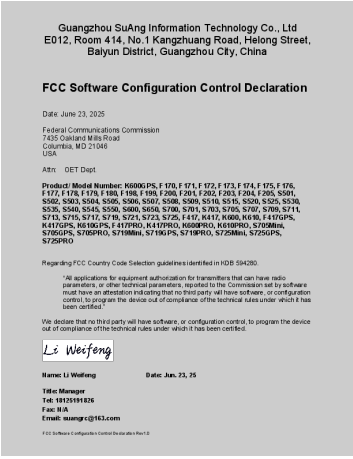 Guangzhou SuAng Information Technology Co., Ltd
E012, Room 414, No.1 Kangzhuang Road, Helong Street,
Baiyun District, Guangzhou City, China
FCC Software Configuration Control Declaration
Date: June 23, 2025
Federal Communications Commission
7435 Oakland Mills Road
Columbia, MD 21046
USA
Attn: OET Dept.
Product/ Model Number: K600GPS, F170, F171, F172, F173, F174, F175, F176,
F177, F178, F179, F180, F198, F199, F200, F201, F202, F203, F204, F205, S501,
S502, S503, S504, S505, S506, S507, S508, S509, S510, S515, S520, S525, S530,
S535, S540, S545, S550, S600, S650, S700, S701, S703, S705, S707, S709, S711,
S713, S715, S717, S719, S721, S723, S725, F417, K417, K600, K610, F417GPS,
K417GPS, K610GPS, F417PRO, K417PRO, K600PRO, K610PRO, S705Mini,
S705GPS, S705PRO, S719Mini, S719GPS, S719PRO, S725Mini, S725GPS,
S725PRO
Regarding FCC Country Code Selection guidelines identified in KDB 594280.
"All applications for equipment authorization for transmitters that can have radio
parameters, or other technical parameters, reported to the Commission set by software
must have an attestation indicating that no third party will have software, or configuration
control, to program the device out of compliance of the technical rules under which it has
been certified."
We declare that no third party will have software, or configuration control, to program the device
out of compliance of the technical rules under which it has been certified.
Li Weifeng
Name: Li Weifeng Date: Jun. 23, 25
Title: Manager
Tel: 18125191826
Fax: N/A
Email: suangrc@163.com
FCC Software Configuration Control Declaration Rev1.0